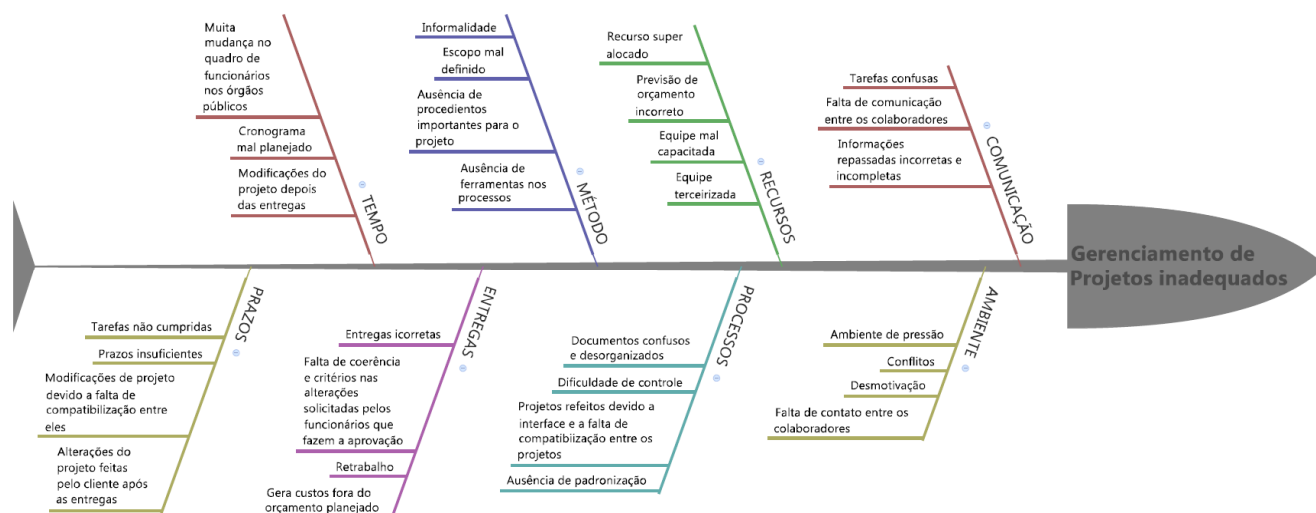 Muita
mudança no
quadro de
funcionários
nos órgãos
públicos
Cronograma
mal planejado
Modificações do
projeto depois
das entregas
TEMPO
Informalidade
Escopo mal
definido
Ausência de
procedientos
importantes para o
projeto
Ausência de
ferramentas nos
processos
MÉTODO
Recurso super
alocado
Previsão de
orçamento
incorreto
Equipe mal
capacitada
Equipe
terceirizada
RECURSOS
Tarefas confusas
Falta de comunicação
entre os colaboradores
Informações
repassadas incorretas e
incompletas
COMUNICAÇÃO
Gerenciamento de
Projetos inadequados
PRAZOS
Tarefas não cumpridas
Prazos insuficientes
Modificações de projeto
devido a falta de
compatibilização entre
eles
Alterações do
projeto feitas
pelo cliente após
as entregas
ENTREGAS
Entregas icorretas
Falta de coerência
e critérios nas
alterações
solicitadas pelos
funcionários que
fazem a aprovação
Retrabalho
Gera custos fora do
orçamento planejado
PROCESSOS
Documentos confusos
e desorganizados
Dificuldade de controle
Projetos refeitos devido a
interface e a falta de
compatibiização entre os
projetos
Ausência de padronização
AMBIENTE
Ambiente de pressão
Conflitos
Desmotivação
Falta de contato entre os
colaboradores